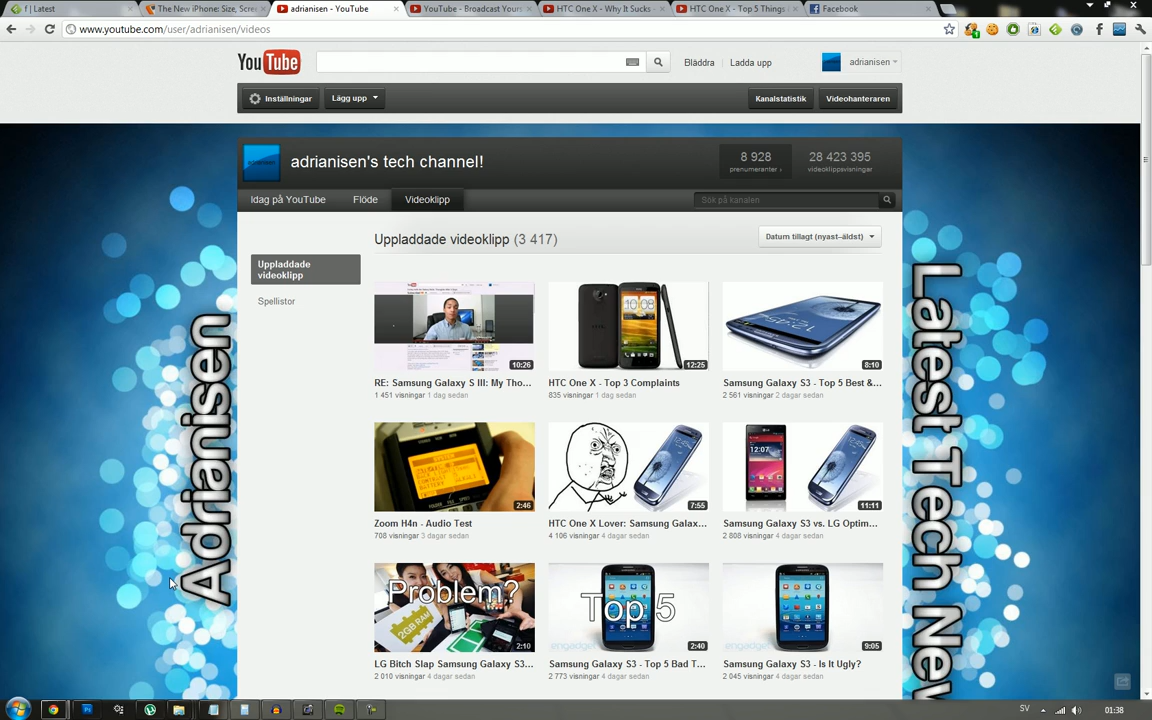 f | Latest
The New iPhone: Size, Scre
adrianisen - YouTube
YouTube - Broadcast Yours
HTC One X - Why It Sucks -
HTC One X - Top 5 Things (
Facebook
www.youtube.com/user/adrianisen/videos
YouTube
Bläddra
Ladda upp
adrianisen
Inställningar
Lägg upp
Kanalstatistik
Videohanteraren
adrianisen's tech channel!
8 928
prenumeranter ›
28 423 395
videoklippsvisningar
Idag på YouTube
Flöde
Videoklipp
Sök på kanalen
Uppladdade videoklipp (3 417)
Datum tillagt (nyast–äldst)
Uppladdade
videoklipp
Spellistor
10:26
12:25
8:10
RE: Samsung Galaxy S III: My Tho...
HTC One X - Top 3 Complaints
Samsung Galaxy S3 - Top 5 Best &...
1 451 visningar 1 dag sedan
835 visningar 1 dag sedan
2 561 visningar 2 dagar sedan
2:46
7:55
11:11
Zoom H4n - Audio Test
HTC One X Lover: Samsung Galax...
Samsung Galaxy S3 vs. LG Optim...
708 visningar 3 dagar sedan
4 106 visningar 4 dagar sedan
2 808 visningar 4 dagar sedan
Problem?
2GB RAM
2:10
Top 5
engadget
2:40
engadget
9:05
LG Bitch Slap Samsung Galaxy S3...
Samsung Galaxy S3 - Top 5 Bad T...
Samsung Galaxy S3 - Is It Ugly?
2 010 visningar 4 dagar sedan
2 773 visningar 4 dagar sedan
2 045 visningar 4 dagar sedan
Adrianisen
Latest Tech New
SV
01:38